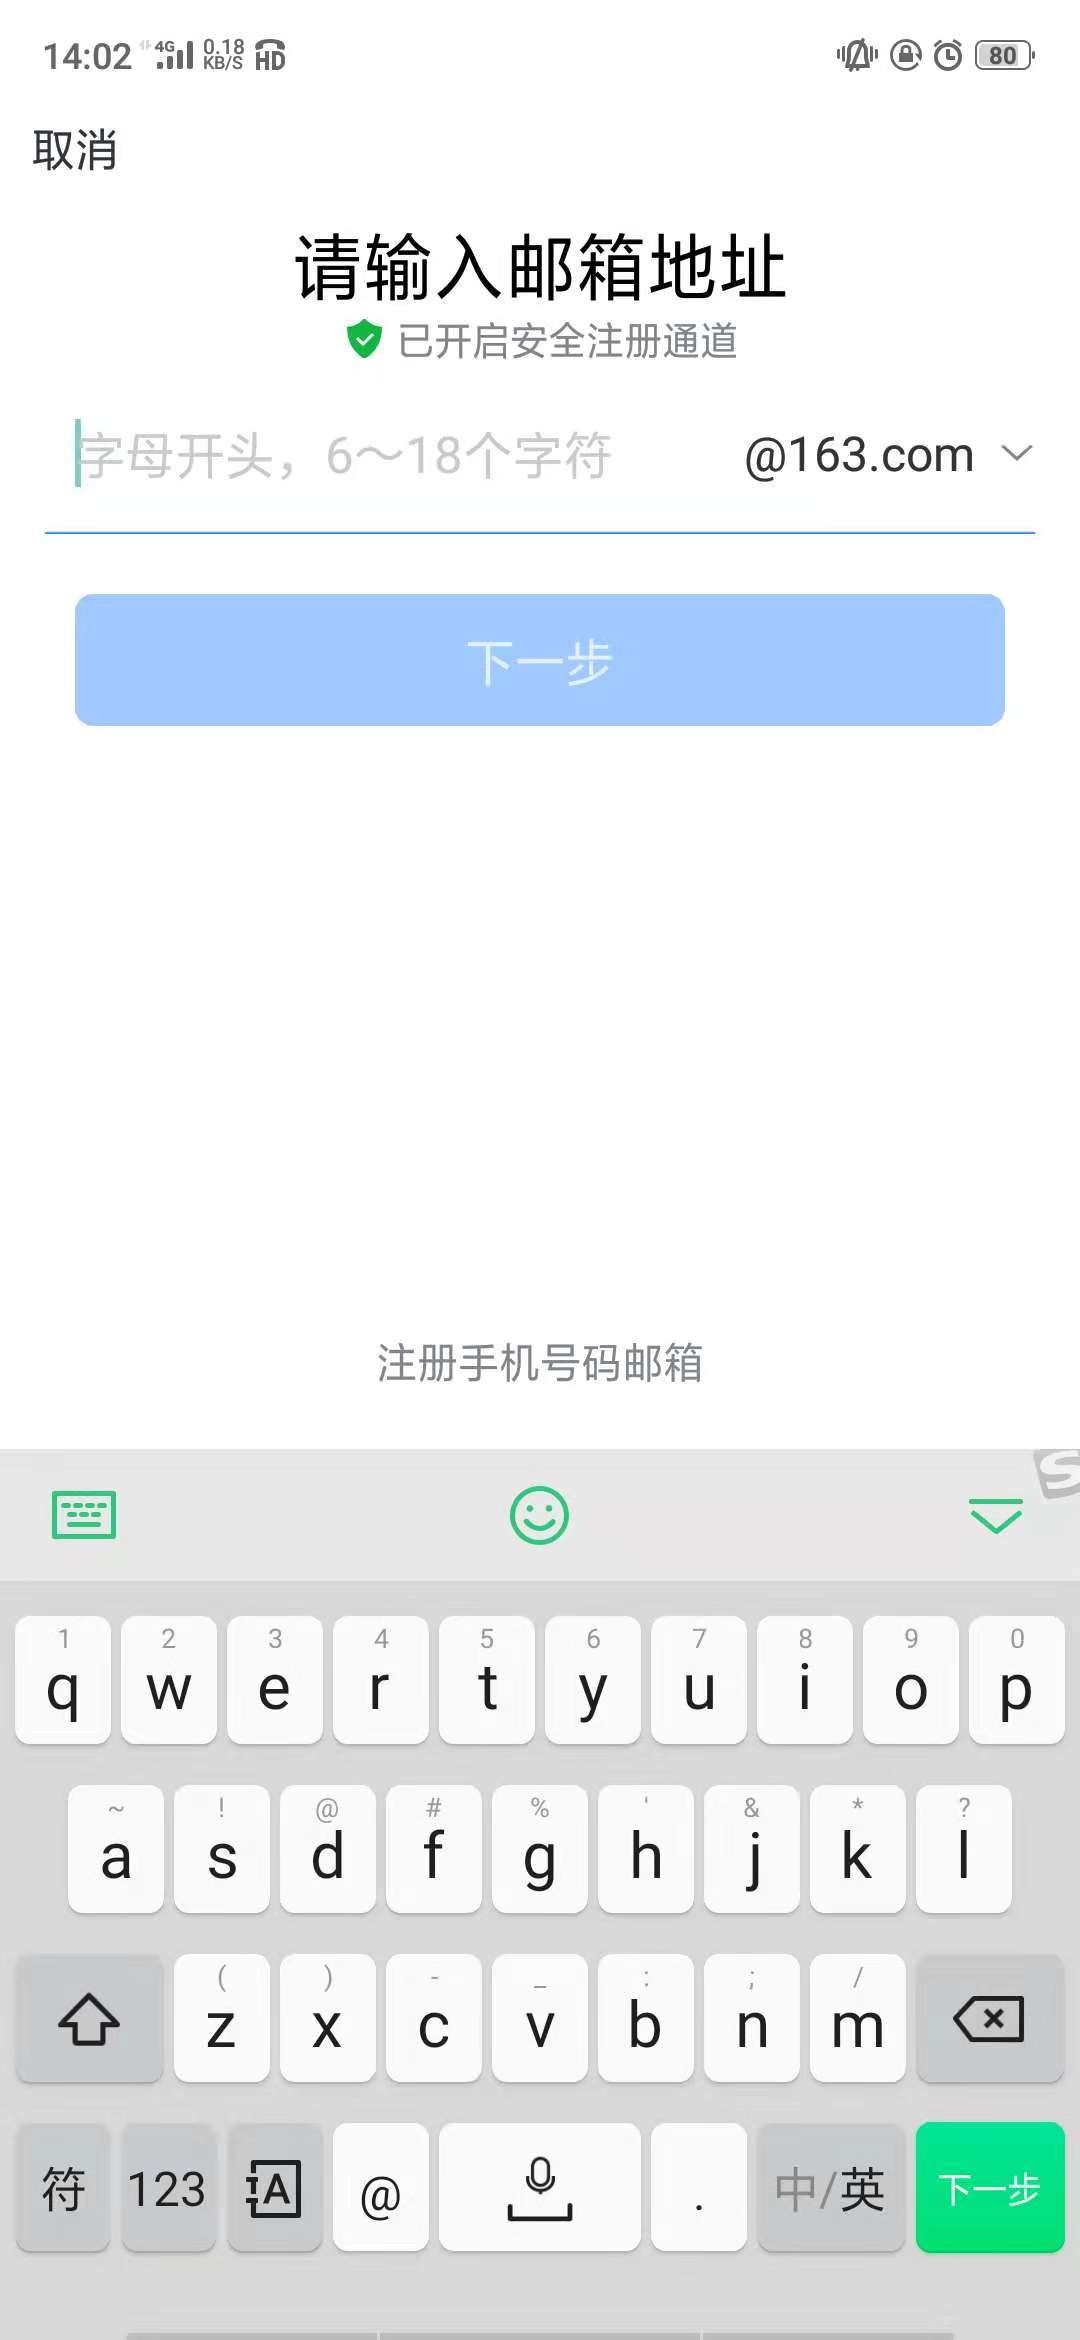 14:02 4G 0.18 KB/S HD 80
取消
请输入邮箱地址
已开启安全注册通道
字母开头，6～18个字符 @163.com
下一步
注册手机号码邮箱
S
1 2 3 4 5 6 7 8 9 0
q w e r t y u i o p
~ ! @ # % ' & * ?
a s d f g h j k l
( ) - _ : ; /
z x c v b n m
符 123 A @ . 中/英 下一步